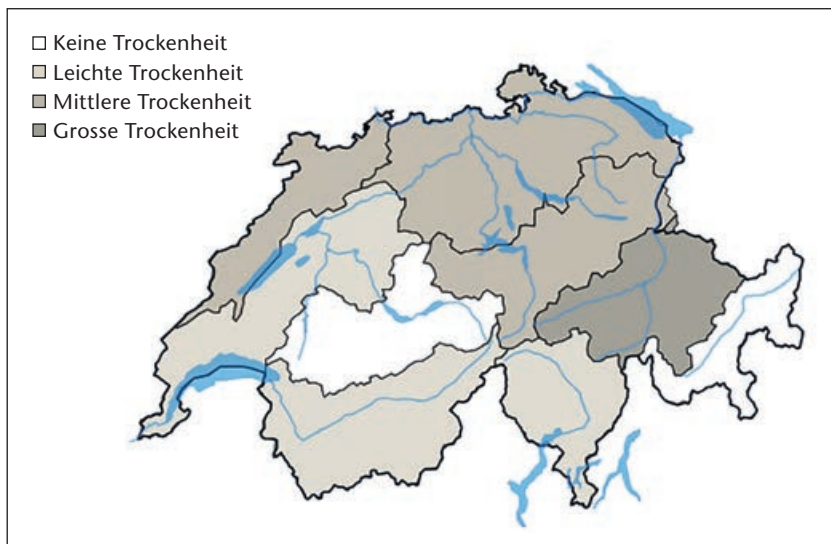 Keine Trockenheit
Leichte Trockenheit
Mittlere Trockenheit
Grosse Trockenheit